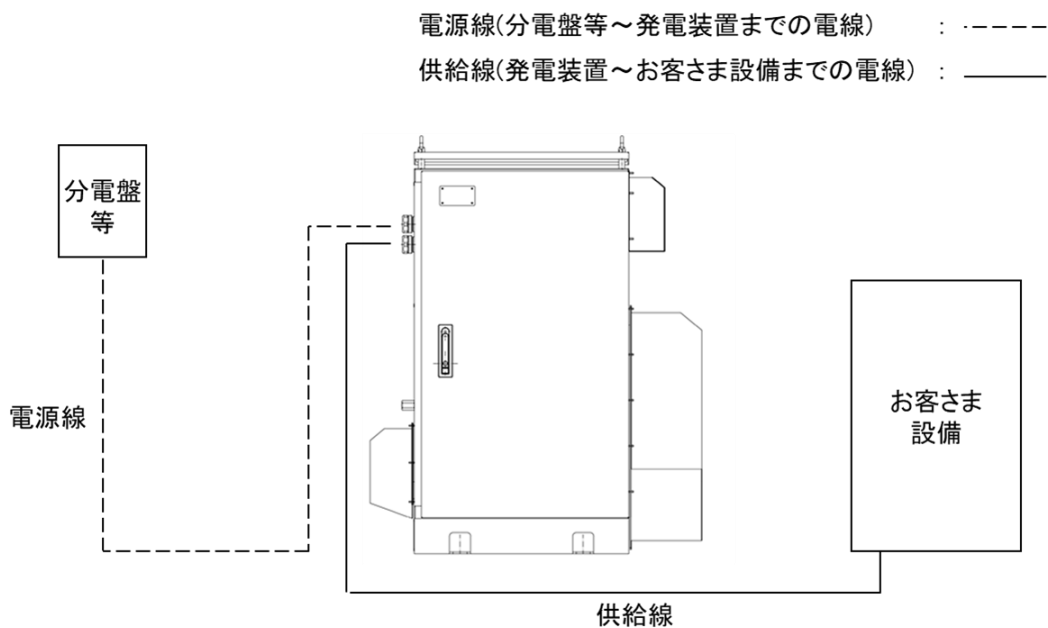 電源線(分電盤等～発電装置までの電線) :
供給線(発電装置～お客さま設備までの電線) :
分電盤
等
お客さま
設備
電源線
供給線